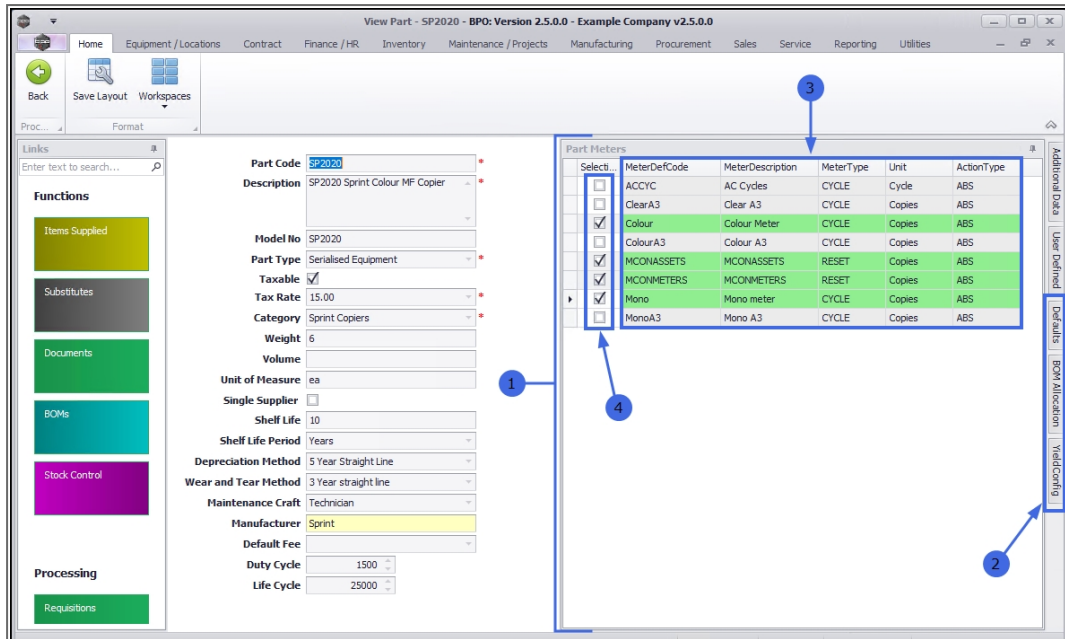 View Part - SP2020 - BPO: Version 2.5.0.0 - Example Company v2.5.0.0
Home Equipment / Locations Contract Finance / HR Inventory Maintenance / Projects Manufacturing Procurement Sales Service Reporting Utilities
Back Save Layout Workspaces
Proc... Format
3
Links
Enter text to search...
Functions
Items Supplied
Substitutes
Documents
BOMs
Stock Control
Processing
Requisitions
Part Code SP2020 *
Description SP2020 Sprint Colour MF Copier *
Model No SP2020
Part Type Serialised Equipment *
Taxable
Tax Rate 15.00 *
Category Sprint Copiers *
Weight 6
Volume
Unit of Measure ea
Single Supplier
Shelf Life 10
Shelf Life Period Years
Depreciation Method 5 Year Straight Line
Wear and Tear Method 3 Year straight line
Maintenance Craft Technician
Manufacturer Sprint
Default Fee
Duty Cycle 1500
Life Cycle 25000
1
Part Meters
Selecti... MeterDefCode MeterDescription MeterType Unit ActionType
ACCYC AC Cycles CYCLE Cycle ABS
ClearA3 Clear A3 CYCLE Copies ABS
Colour Colour Meter CYCLE Copies ABS
ColourA3 Colour A3 CYCLE Copies ABS
MCONASSETS MCONASSETS RESET Copies ABS
MCONMETERS MCONMETERS RESET Copies ABS
Mono Mono meter CYCLE Copies ABS
MonoA3 Mono A3 CYCLE Copies ABS
4
Additional Data
User Defined
Defaults
BOM Allocation
YieldConfig
2